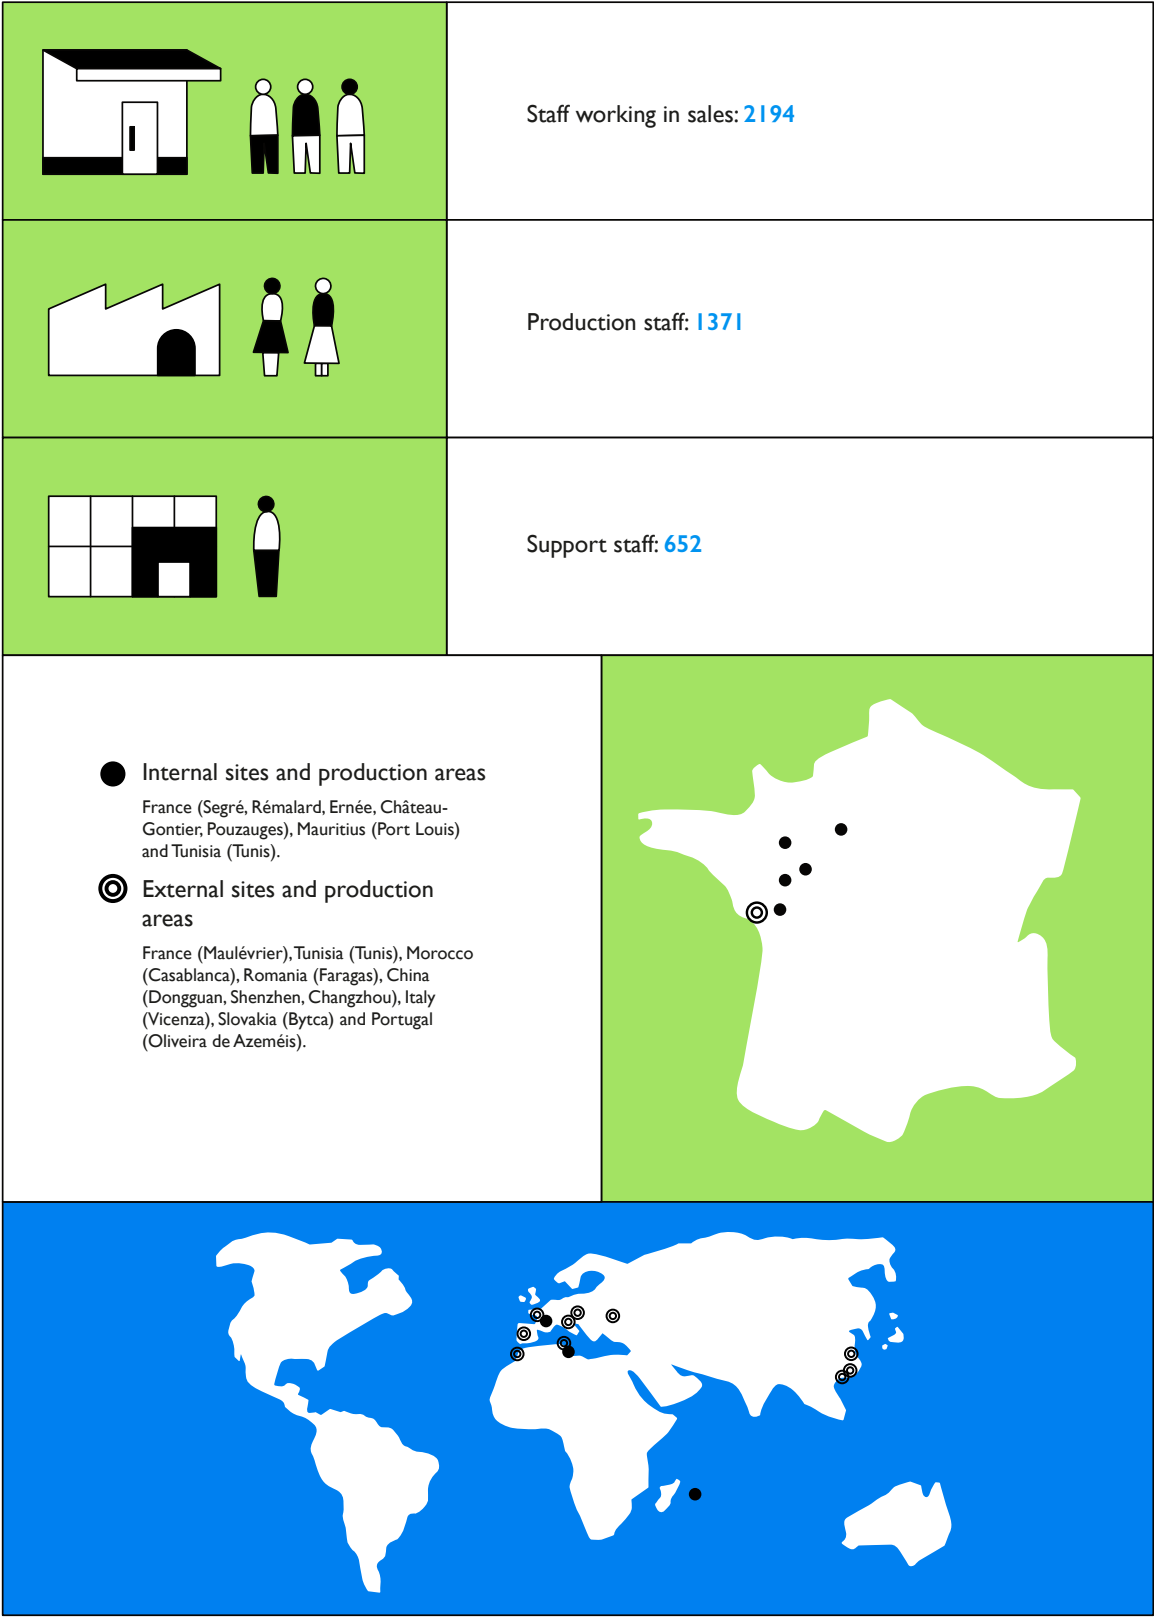 Staff working in sales: 2194
Production staff: 1371
Support staff: 652
Internal sites and production areas
France (Segré, Rémalard, Ernée, Château-
Gontier, Pouzauges), Mauritius (Port Louis)
and Tunisia (Tunis).
External sites and production
areas
France (Maulévrier), Tunisia (Tunis), Morocco
(Casablanca), Romania (Faragas), China
(Dongguan, Shenzhen, Changzhou), Italy
(Vicenza), Slovakia (Bytca) and Portugal
(Oliveira de Azeméis).